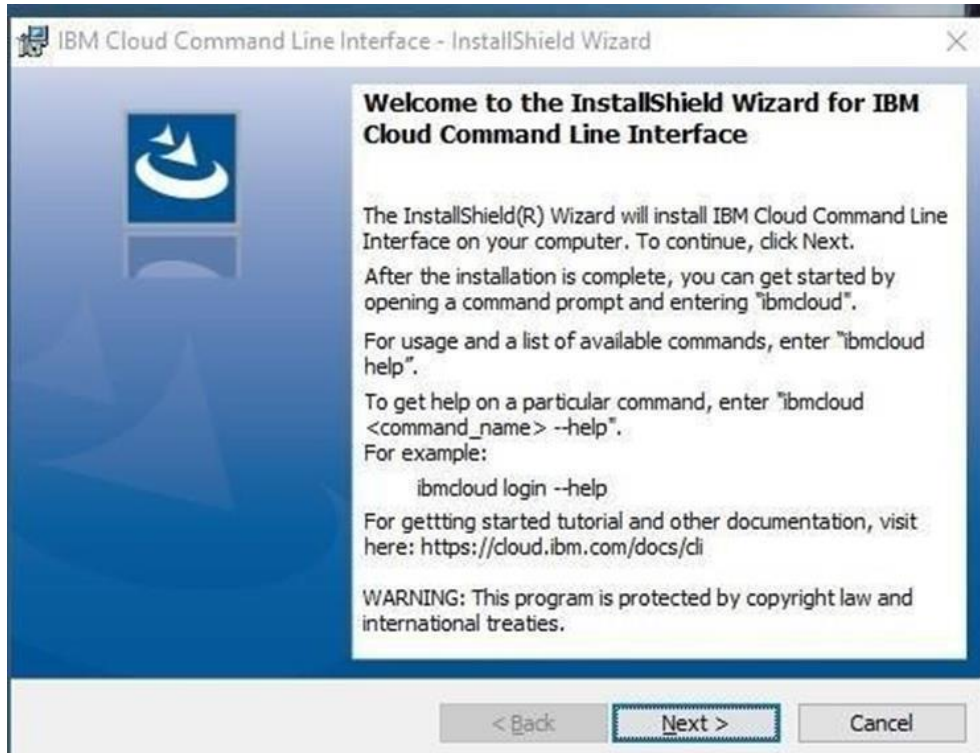 IBM Cloud Command Line Interface - InstallShield Wizard
Welcome to the InstallShield Wizard for IBM
Cloud Command Line Interface
The InstallShield(R) Wizard will install IBM Cloud Command Line
Interface on your computer. To continue, click Next.
After the installation is complete, you can get started by
opening a command prompt and entering "ibmcloud".
For usage and a list of available commands, enter "ibmcloud
help".
To get help on a particular command, enter "ibmcloud
<command_name> --help".
For example:
ibmcloud login --help
For gettting started tutorial and other documentation, visit
here: https://cloud.ibm.com/docs/cli
WARNING: This program is protected by copyright law and
international treaties.
< Back
Next >
Cancel